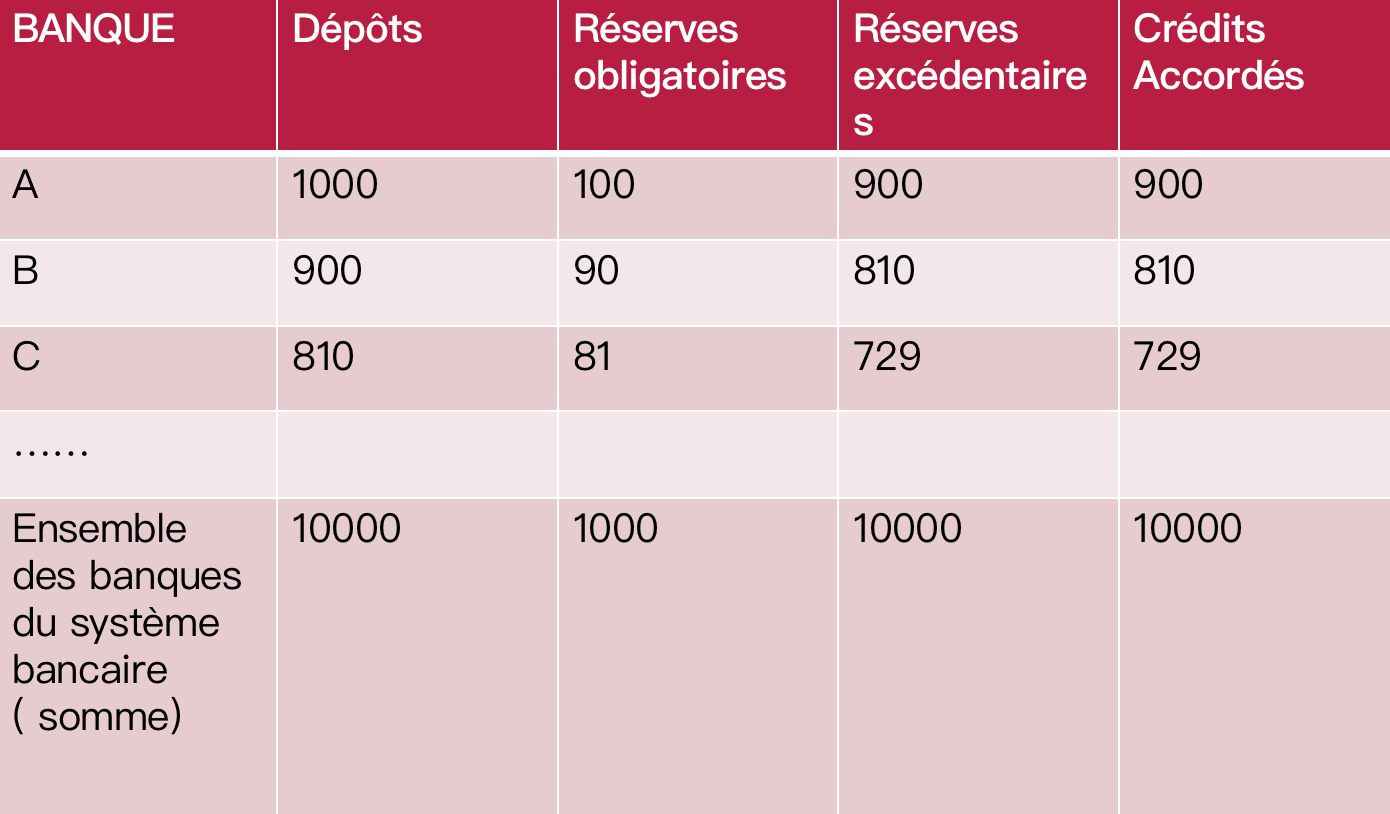 BANQUE Dépôts Réserves obligatoires Réserves excédentaires Crédits Accordés
A 1000 100 900 900
B 900 90 810 810
C 810 81 729 729
......
Ensemble des banques du système bancaire ( somme) 10000 1000 10000 10000